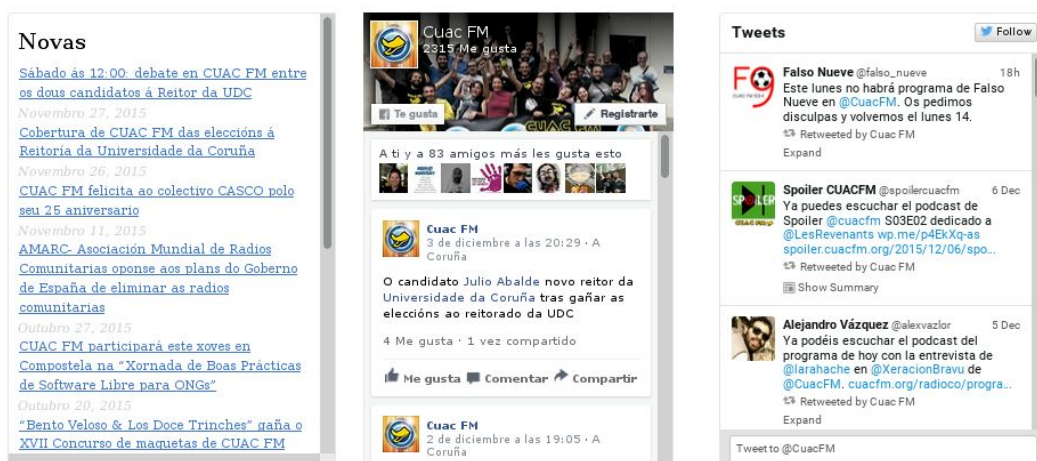 Novas
Sábado ás 12:00: debate en CUAC FM entre
os dous candidatos á Reitor da UDC
Novembro 27, 2015
Cobertura de CUAC FM das eleccións á
Reitoría da Universidade da Coruña
Novembro 26, 2015
CUAC FM felicita ao colectivo CASCO polo
seu 25 aniversario
Novembro 11, 2015
AMARC- Asociación Mundial de Radios
Comunitarias oponse aos plans do Goberno
de España de eliminar as radios
comunitarias
Outubro 27, 2015
CUAC FM participará este xoves en
Compostela na “Xornada de Boas Prácticas
de Software Libre para ONGs”
Outubro 20, 2015
“Bento Veloso & Los Doce Trinches” gaña o
XVII Concurso de maquetas de CUAC FM
Cuac FM
2315 Me gusta
Te gusta
Registrarte
CUAC FM
A ti y a 83 amigos más les gusta esto
Cuac FM
3 de diciembre a las 20:29 · A
Coruña
O candidato Julio Abalde novo reitor da
Universidade da Coruña tras gañar as
eleccións ao reitorado da UDC
4 Me gusta · 1 vez compartido
Me gusta Comentar Compartir
Cuac FM
2 de diciembre a las 19:05 · A
Coruña
Tweets
Follow
F9
Falso Nueve @falso_nueve 18h
Este lunes no habrá programa de Falso
Nueve en @CuacFM. Os pedimos
disculpas y volvemos el lunes 14.
Retweeted by Cuac FM
Expand
Spoiler CUACFM @spoilercuacfm 6 Dec
Ya puedes escuchar el podcast de
Spoiler @cuacfm S03E02 dedicado a
@LesRevenants wp.me/p4EkXq-as
spoiler.cuacfm.org/2015/12/06/spo...
Retweeted by Cuac FM
Show Summary
Alejandro Vázquez @alexvazlor 5 Dec
Ya podéis escuchar el podcast del
programa de hoy con la entrevista de
@larahache en @XeracionBravu de
@CuacFM. cuacfm.org/radioco/progra...
Retweeted by Cuac FM
Expand
Tweet to @CuacFM